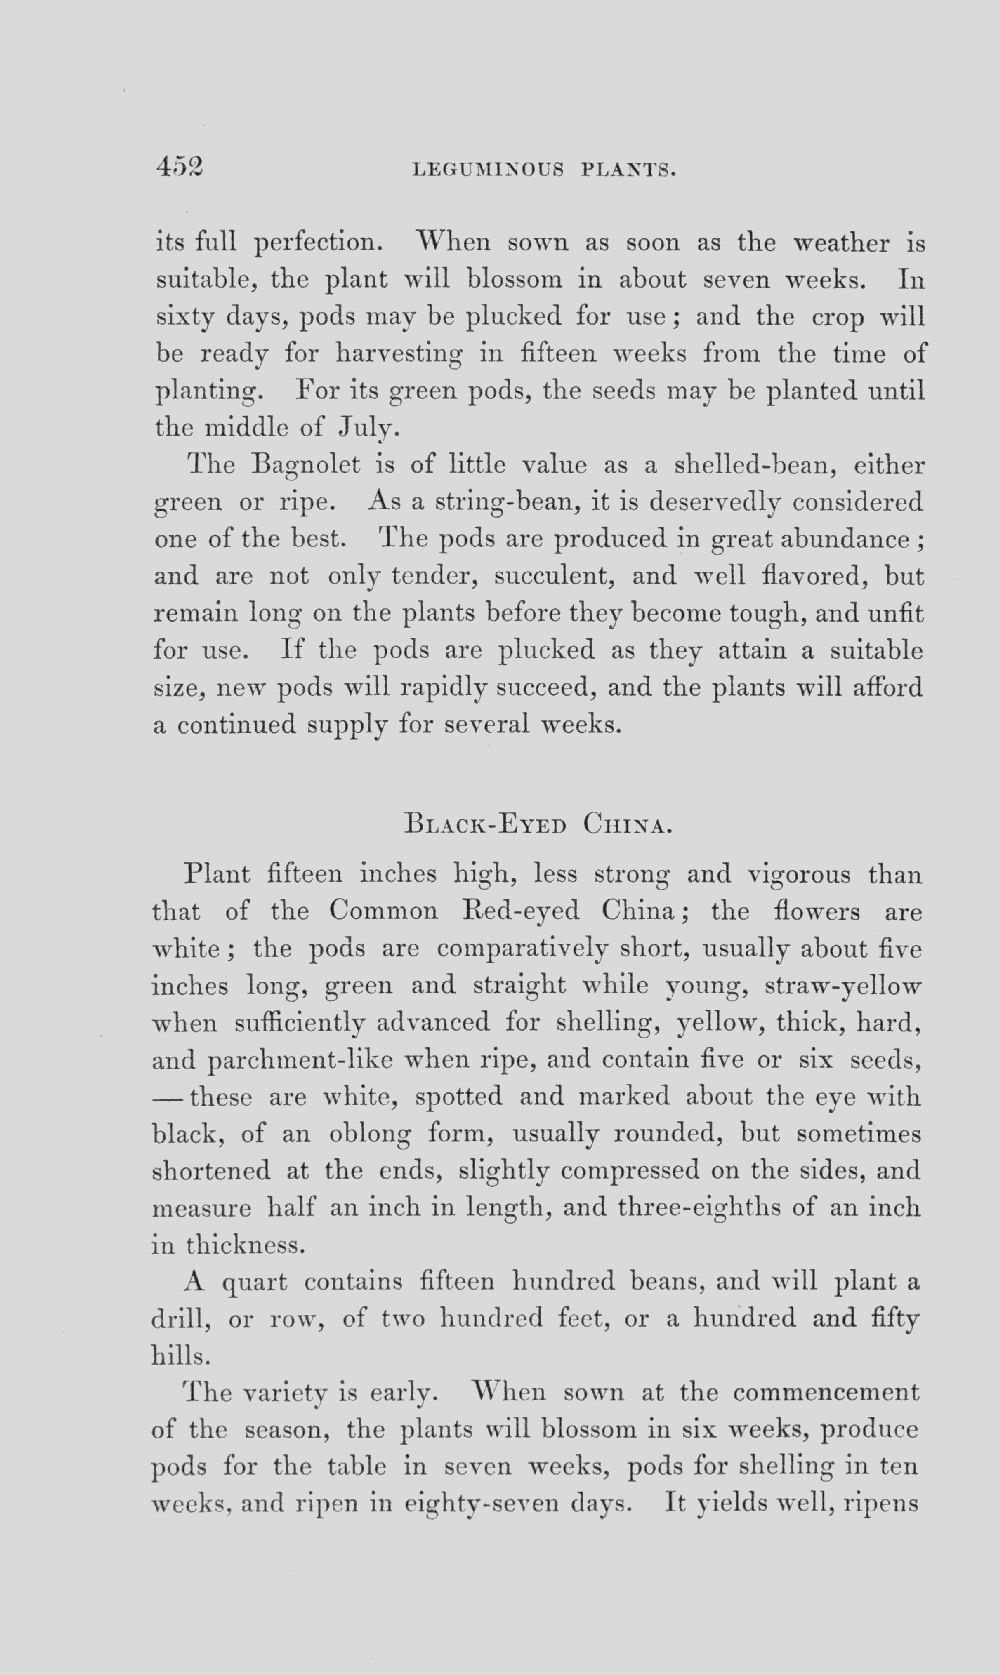 452 LEGUMINOUS PLANTS.
its full perfection. When sown as soon as the weather is
suitable, the plant will blossom in about seven weeks. In
sixty days, pods may be plucked for use; and the crop will
be ready for harvesting in fifteen weeks from the time of
planting. For its green pods, the seeds may be planted until
the middle of July.
The Bagnolet is of little value as a shelled-bean, either
green or ripe. As a string-bean, it is deservedly considered
one of the best. The pods are produced in great abundance;
and are not only tender, succulent, and well flavored, but
remain long on the plants before they become tough, and unfit
for use. If the pods are plucked as they attain a suitable
size, new pods will rapidly succeed, and the plants will afford
a continued supply for several weeks.
BLACK-EYED CHINA.
Plant fifteen inches high, less strong and vigorous than
that of the Common Red-eyed China; the flowers are
white; the pods are comparatively short, usually about five
inches long, green and straight while young, straw-yellow
when sufficiently advanced for shelling, yellow, thick, hard,
and parchment-like when ripe, and contain five or six seeds,
— these are white, spotted and marked about the eye with
black, of an oblong form, usually rounded, but sometimes
shortened at the ends, slightly compressed on the sides, and
measure half an inch in length, and three-eighths of an inch
in thickness.
A quart contains fifteen hundred beans, and will plant a
drill, or row, of two hundred feet, or a hundred and fifty
hills.
The variety is early. When sown at the commencement
of the season, the plants will blossom in six weeks, produce
pods for the table in seven weeks, pods for shelling in ten
weeks, and ripen in eighty-seven days. It yields well, ripens